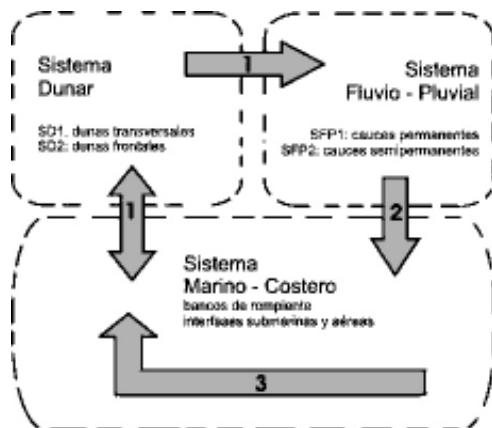 Sistema
Dunar
SD1. dunas transversales
SD2: dunas frontales
1
Sistema
Fluvio - Pluvial
SFP1: cauces permanentes
SFP2: cauces semipermanentes
1
2
Sistema
Marino - Costero
bancos de rompiente
interfases submarinas y aéreas
3